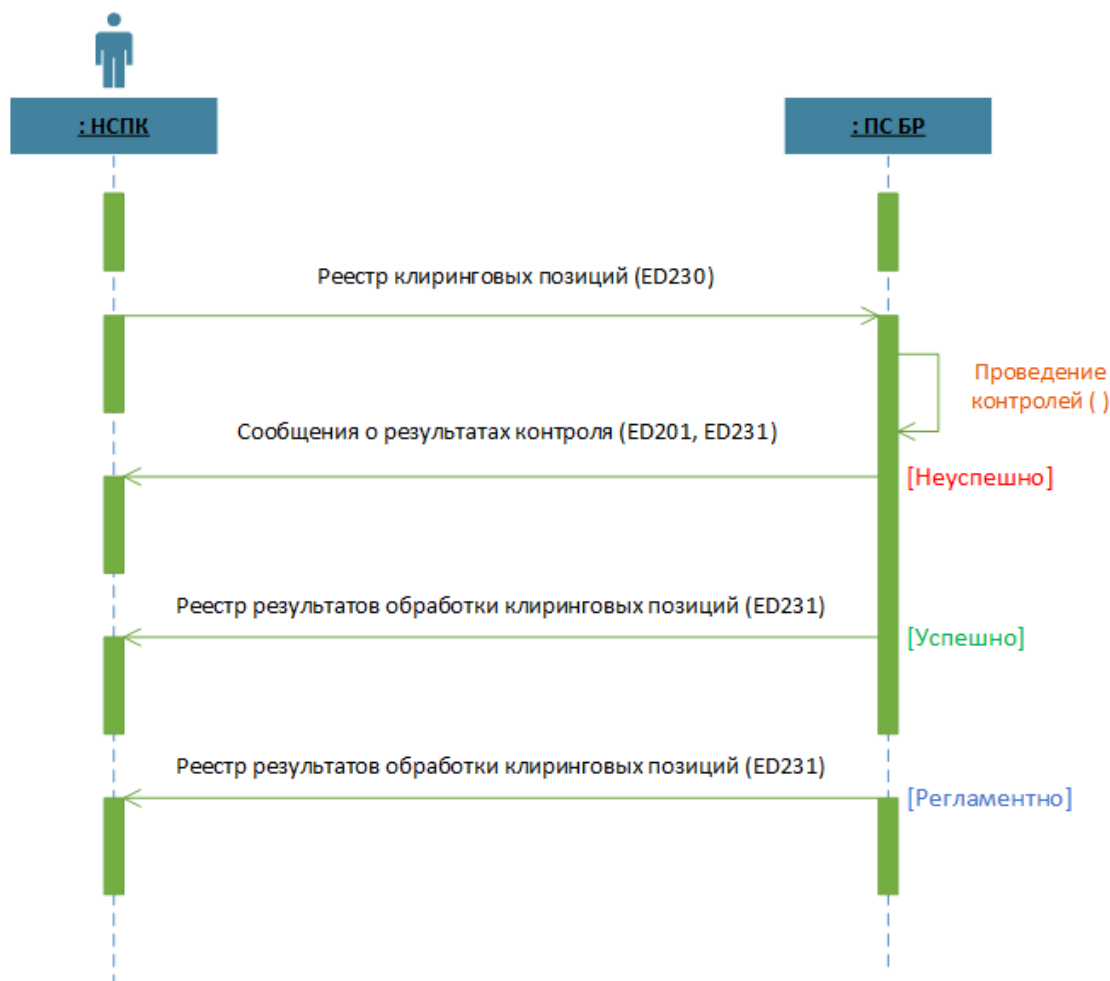 : НСПК
: ПС БР
Реестр клиринговых позиций (ED230)
Проведение
контролей ( )
Сообщения о результатах контроля (ED201, ED231)
[Неуспешно]
Реестр результатов обработки клиринговых позиций (ED231)
[Успешно]
Реестр результатов обработки клиринговых позиций (ED231)
[Регламентно]